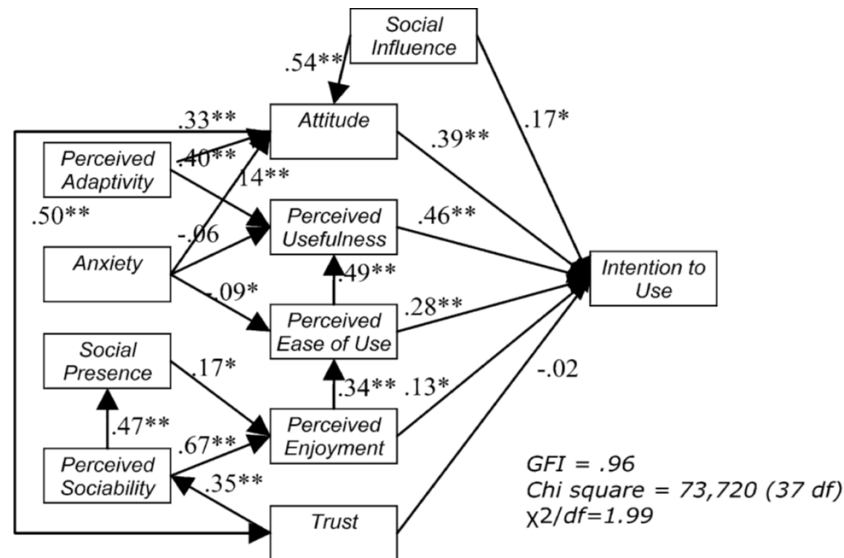 Social
Influence
.54**
Attitude
.33**
.17*
.39**
Perceived
Adaptivity
.40**
.14**
.50**
Perceived
Usefulness
.46**
-.06
Anxiety
.49**
Intention to
Use
-.09*
Perceived
Ease of Use
.28**
Social
Presence
.17*
.34**
.13*
-.02
.47**
Perceived
Enjoyment
.67**
Perceived
Sociability
.35**
GFI = .96
Chi square = 73,720 (37 df)
χ2/df=1.99
Trust